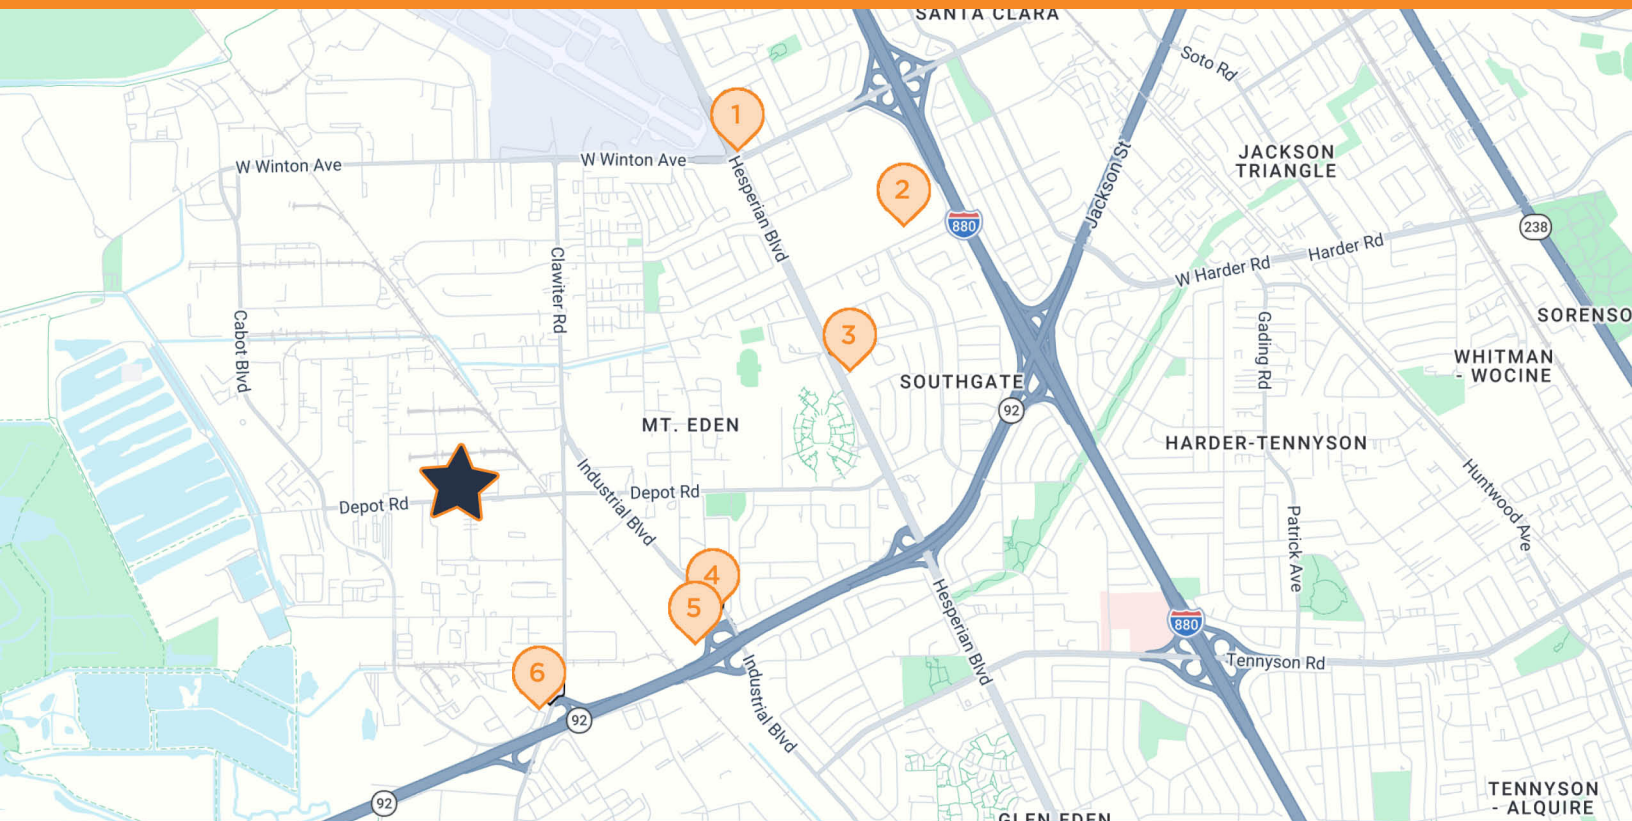 SANTA CLARA
Soto Rd
1
W Winton Ave
W Winton Ave
Hesperian Blvd
2
880
Jackson St
JACKSON
TRIANGLE
238
Harder Rd
W Harder Rd
Clawiter Rd
Cabot Blvd
3
Gading Rd
SORENSO
WHITMAN
- WOCINE
SOUTHGATE
92
MT. EDEN
HARDER-TENNYSON
Huntwood Ave
Depot Rd
Industrial Blvd
Depot Rd
Patrick Ave
4
5
Hesperian Blvd
880
Tennyson Rd
6
92
Industrial Blvd
92
TENNYSON
- ALQUIRE
GLEN EDEN